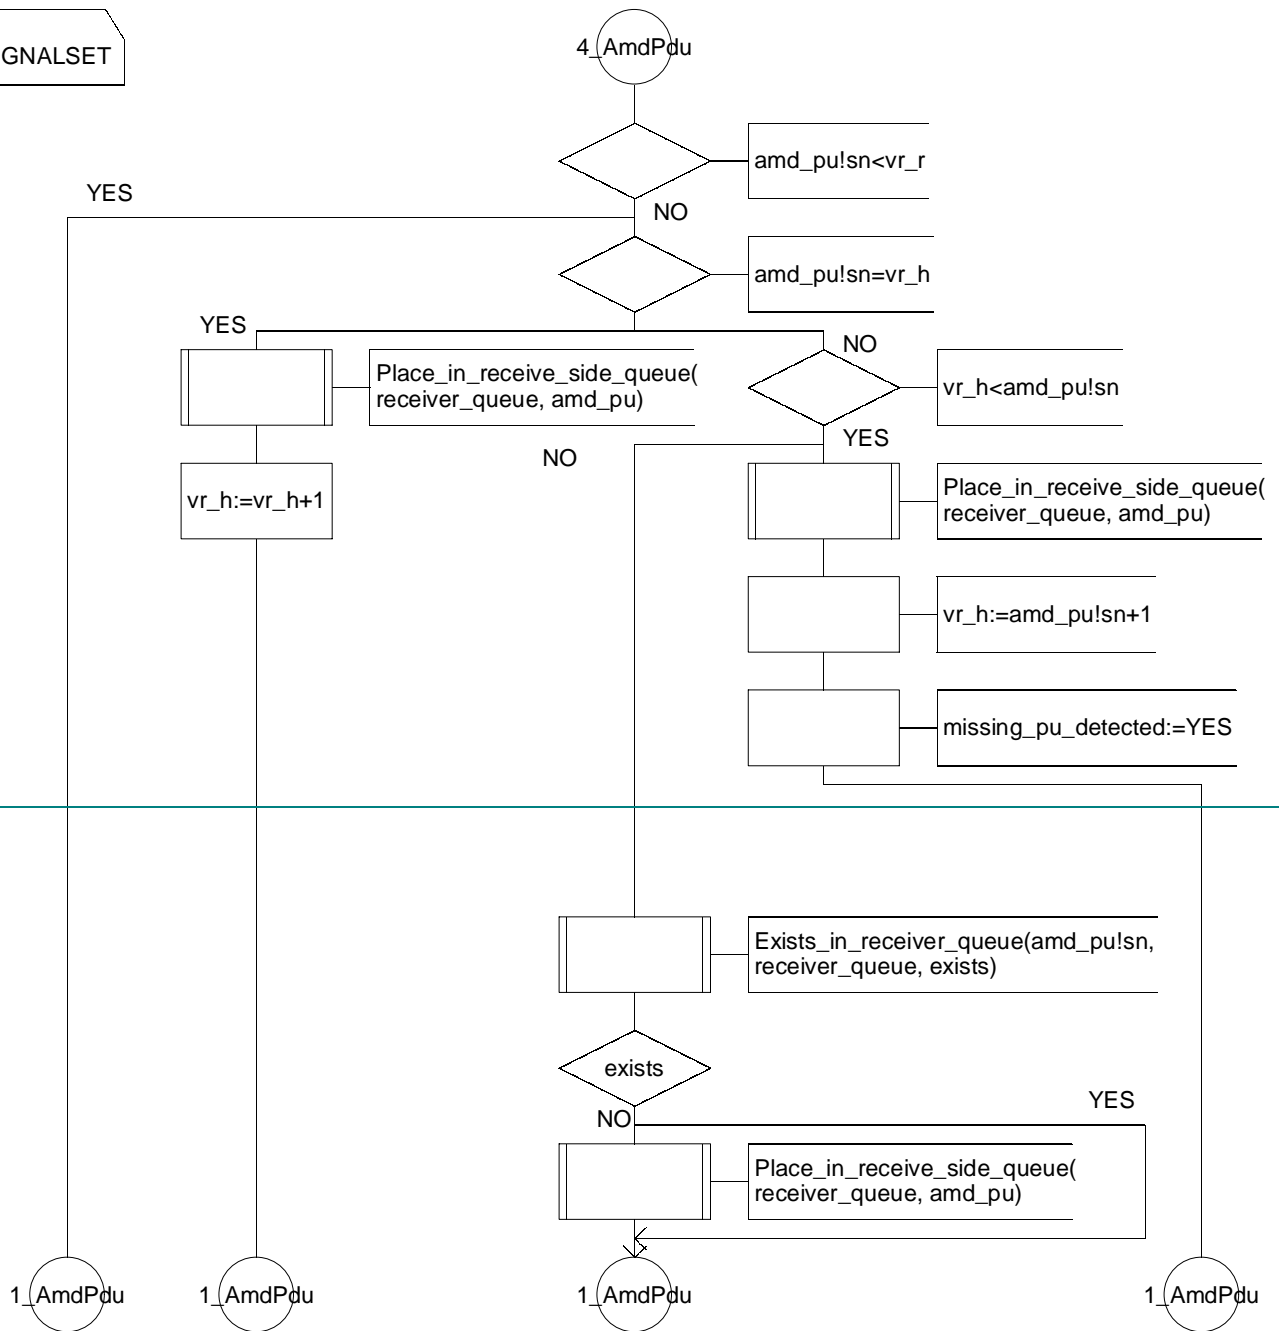 GNALSET
4_AmdPdu
amd_pu!sn<vr_r
YES
NO
amd_pu!sn=vr_h
YES
NO
Place_in_receive_side_queue(
receiver_queue, amd_pu)
vr_h<amd_pu!sn
YES
NO
vr_h:=vr_h+1
Place_in_receive_side_queue(
receiver_queue, amd_pu)
vr_h:=amd_pu!sn+1
missing_pu_detected:=YES
Exists_in_receiver_queue(amd_pu!sn,
receiver_queue, exists)
exists
NO
YES
Place_in_receive_side_queue(
receiver_queue, amd_pu)
1_AmdPdu
1_AmdPdu
1_AmdPdu
1_AmdPdu